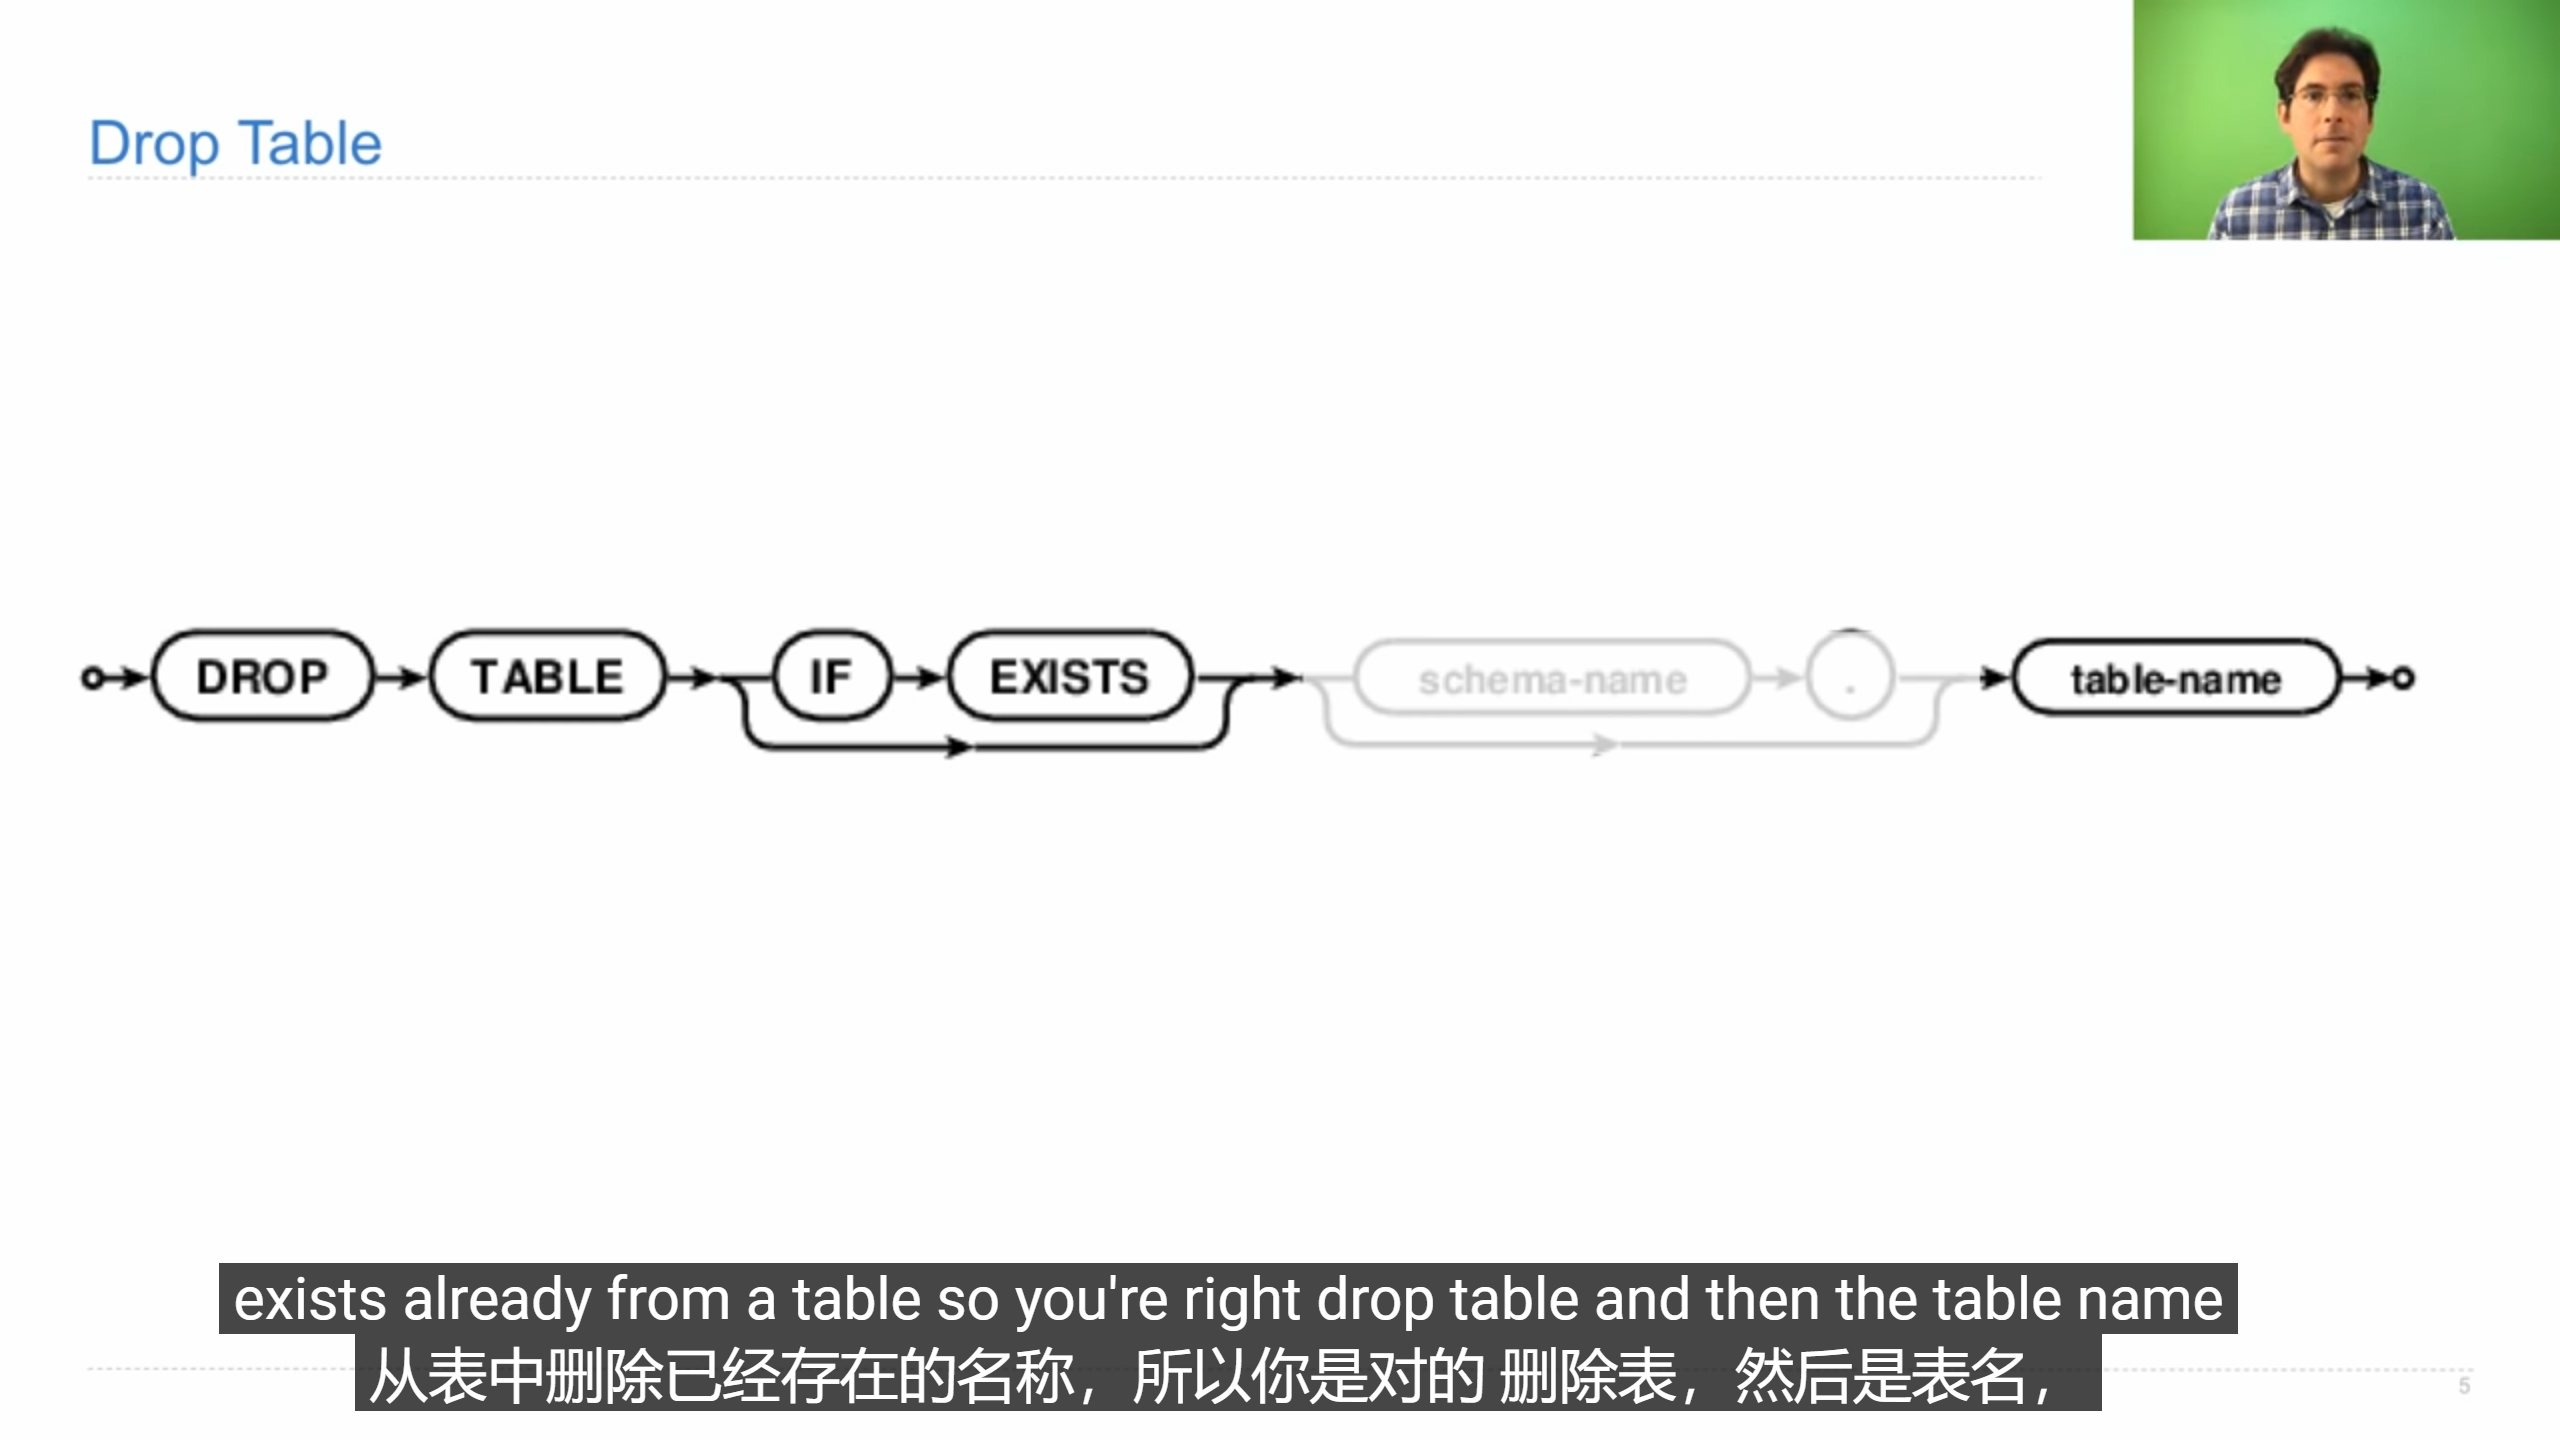 Drop Table
DROP TABLE IF EXISTS schema-name . table-name
exists already from a table so you're right drop table and then the table name
从表中删除已经存在的名称，所以你是对的 删除表，然后是表名，
5